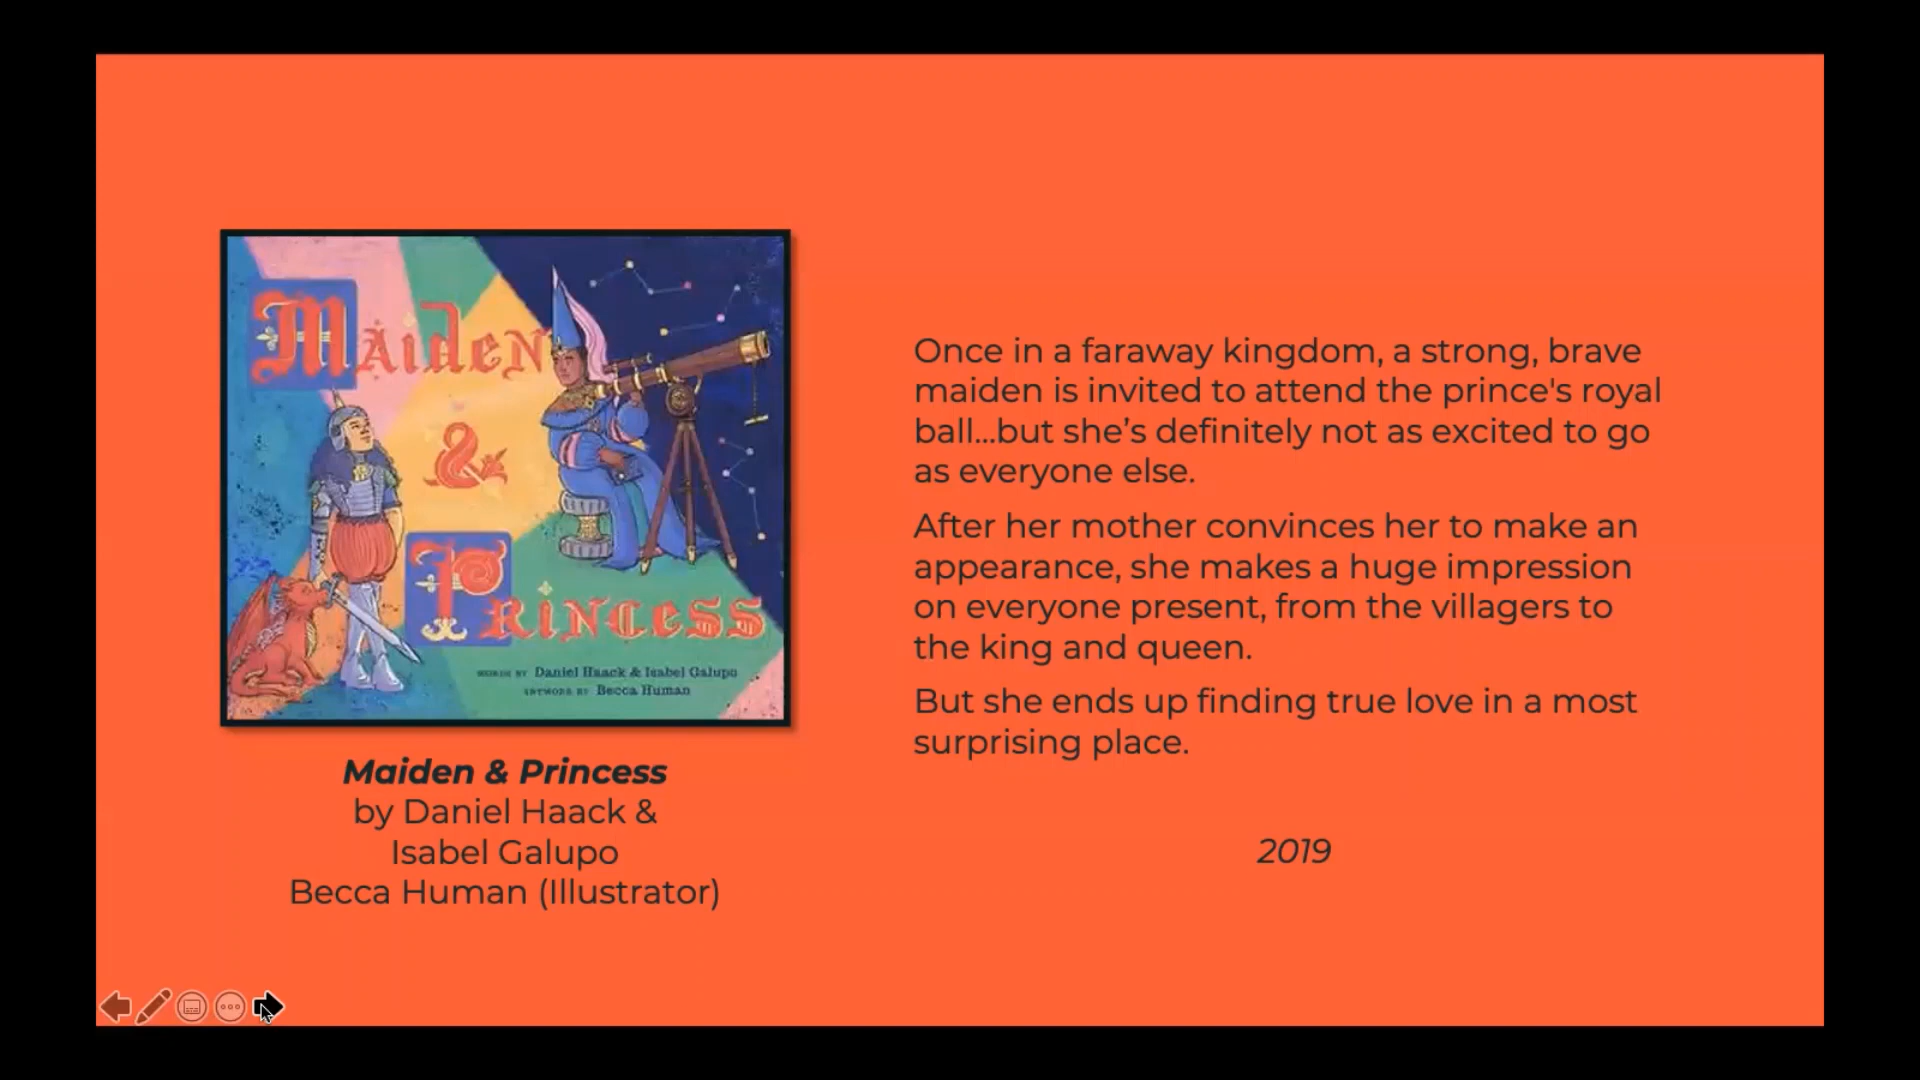 Maiden
&
Princess
WORDS BY Daniel Haack & Isabel Galupo
ARTWORK BY Becca Human
Maiden & Princess
by Daniel Haack &
Isabel Galupo
Becca Human (Illustrator)
Once in a faraway kingdom, a strong, brave
maiden is invited to attend the prince's royal
ball...but she’s definitely not as excited to go
as everyone else.
After her mother convinces her to make an
appearance, she makes a huge impression
on everyone present, from the villagers to
the king and queen.
But she ends up finding true love in a most
surprising place.
2019